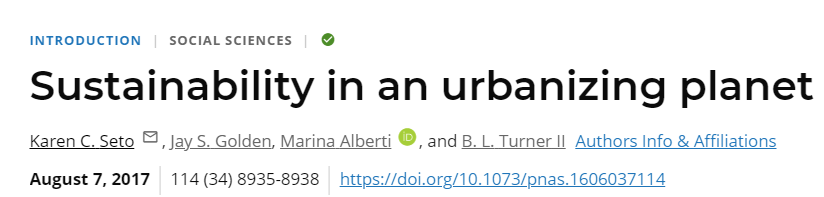 INTRODUCTION | SOCIAL SCIENCES |
Sustainability in an urbanizing planet
Karen C. Seto, Jay S. Golden, Marina Alberti iD, and B. L. Turner II Authors Info & Affiliations
August 7, 2017 | 114 (34) 8935-8938 | https://doi.org/10.1073/pnas.1606037114